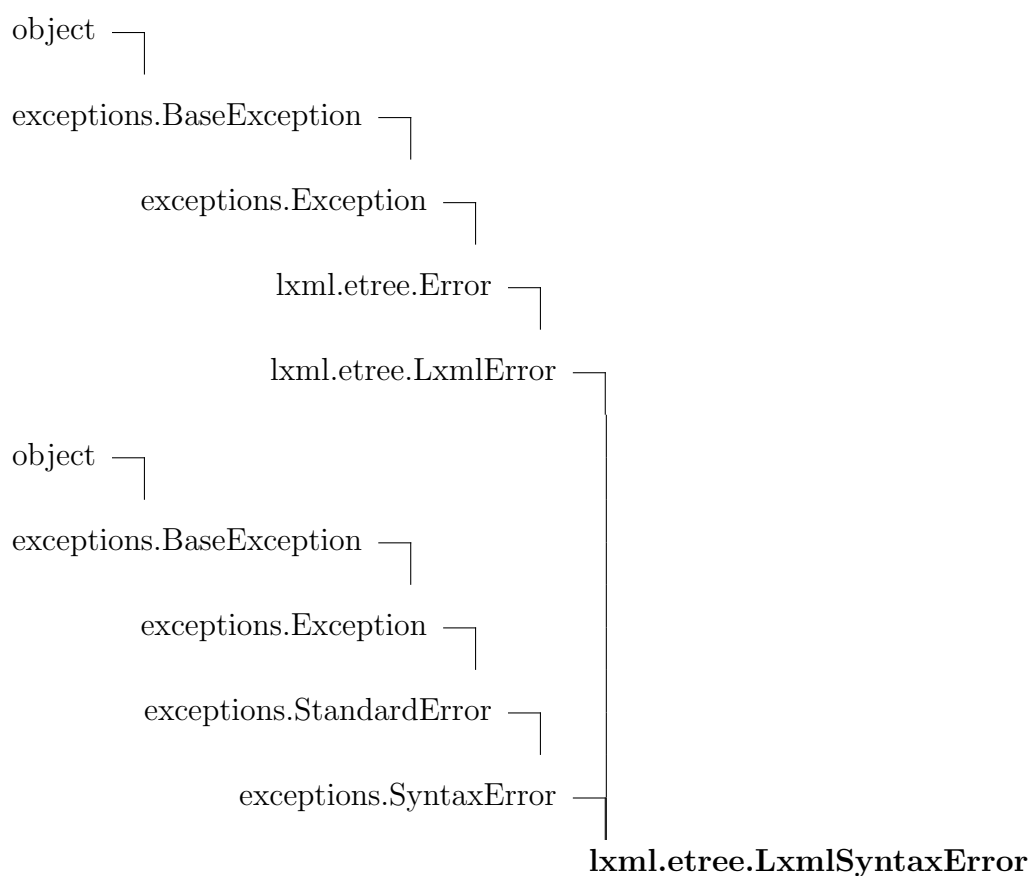 object
exceptions.BaseException
exceptions.Exception
lxml.etree.Error
lxml.etree.LxmlError
object
exceptions.BaseException
exceptions.Exception
exceptions.StandardError
exceptions.SyntaxError
lxml.etree.LxmlSyntaxError